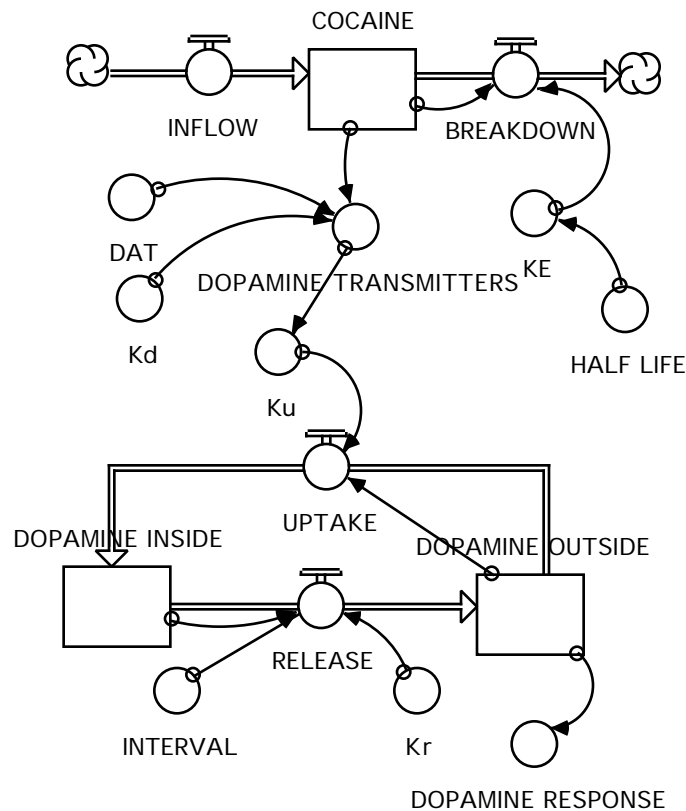 COCAINE
INFLOW
BREAKDOWN
DAT
DOPAMINE TRANSMITTERS
KE
Kd
HALF LIFE
Ku
UPTAKE
DOPAMINE INSIDE
DOPAMINE OUTSIDE
RELEASE
INTERVAL
Kr
DOPAMINE RESPONSE